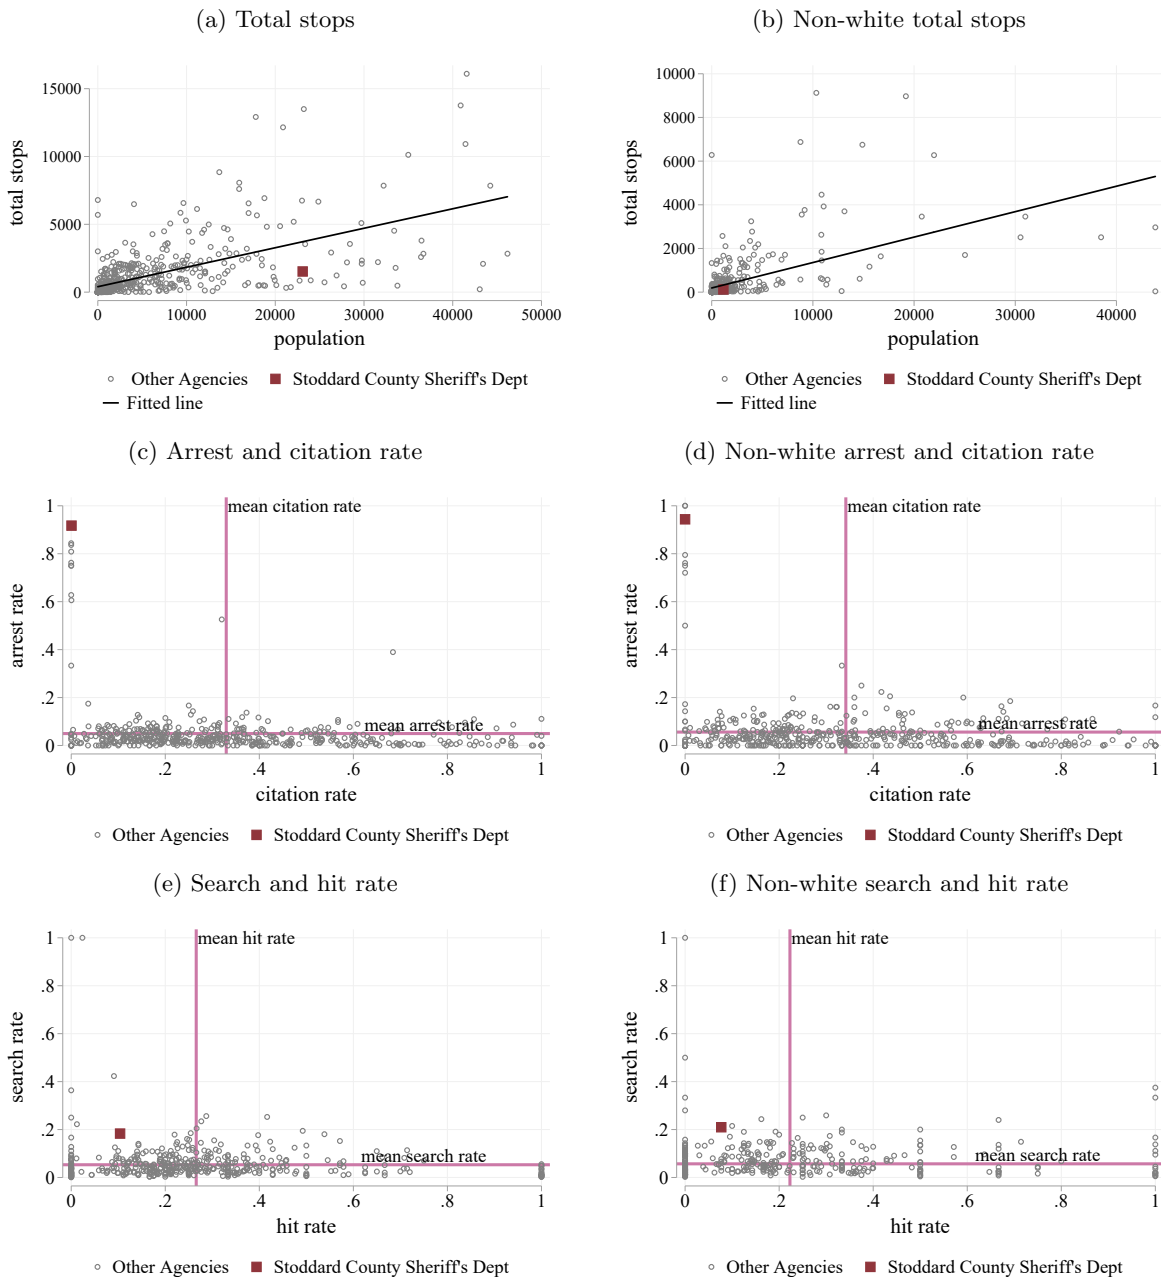 (a) Total stops
(b) Non-white total stops
total stops
15000
10000
5000
0
0 10000 20000 30000 40000 50000
population
Other Agencies Stoddard County Sheriff's Dept
Fitted line
total stops
10000
8000
6000
4000
2000
0
0 10000 20000 30000 40000
population
Other Agencies Stoddard County Sheriff's Dept
Fitted line
(c) Arrest and citation rate
(d) Non-white arrest and citation rate
arrest rate
1
.8
.6
.4
.2
0
mean citation rate
mean arrest rate
0 .2 .4 .6 .8 1
citation rate
Other Agencies Stoddard County Sheriff's Dept
arrest rate
1
.8
.6
.4
.2
0
mean citation rate
mean arrest rate
0 .2 .4 .6 .8 1
citation rate
Other Agencies Stoddard County Sheriff's Dept
(e) Search and hit rate
(f) Non-white search and hit rate
search rate
1
.8
.6
.4
.2
0
mean hit rate
mean search rate
0 .2 .4 .6 .8 1
hit rate
Other Agencies Stoddard County Sheriff's Dept
search rate
1
.8
.6
.4
.2
0
mean hit rate
mean search rate
0 .2 .4 .6 .8 1
hit rate
Other Agencies Stoddard County Sheriff's Dept